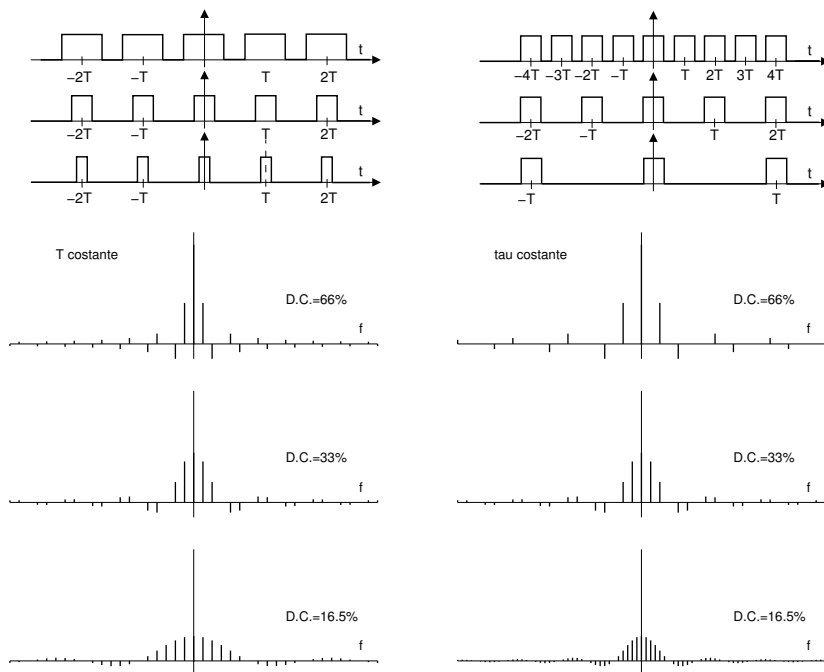 t
−2T −T T 2T
t
−2T −T T 2T
t
−2T −T T 2T
t
−4T −3T −2T −T T 2T 3T 4T
t
−2T −T T 2T
t
−T T
T costante
D.C.=66%
f
D.C.=33%
f
D.C.=16.5%
f
tau costante
D.C.=66%
f
D.C.=33%
f
D.C.=16.5%
f